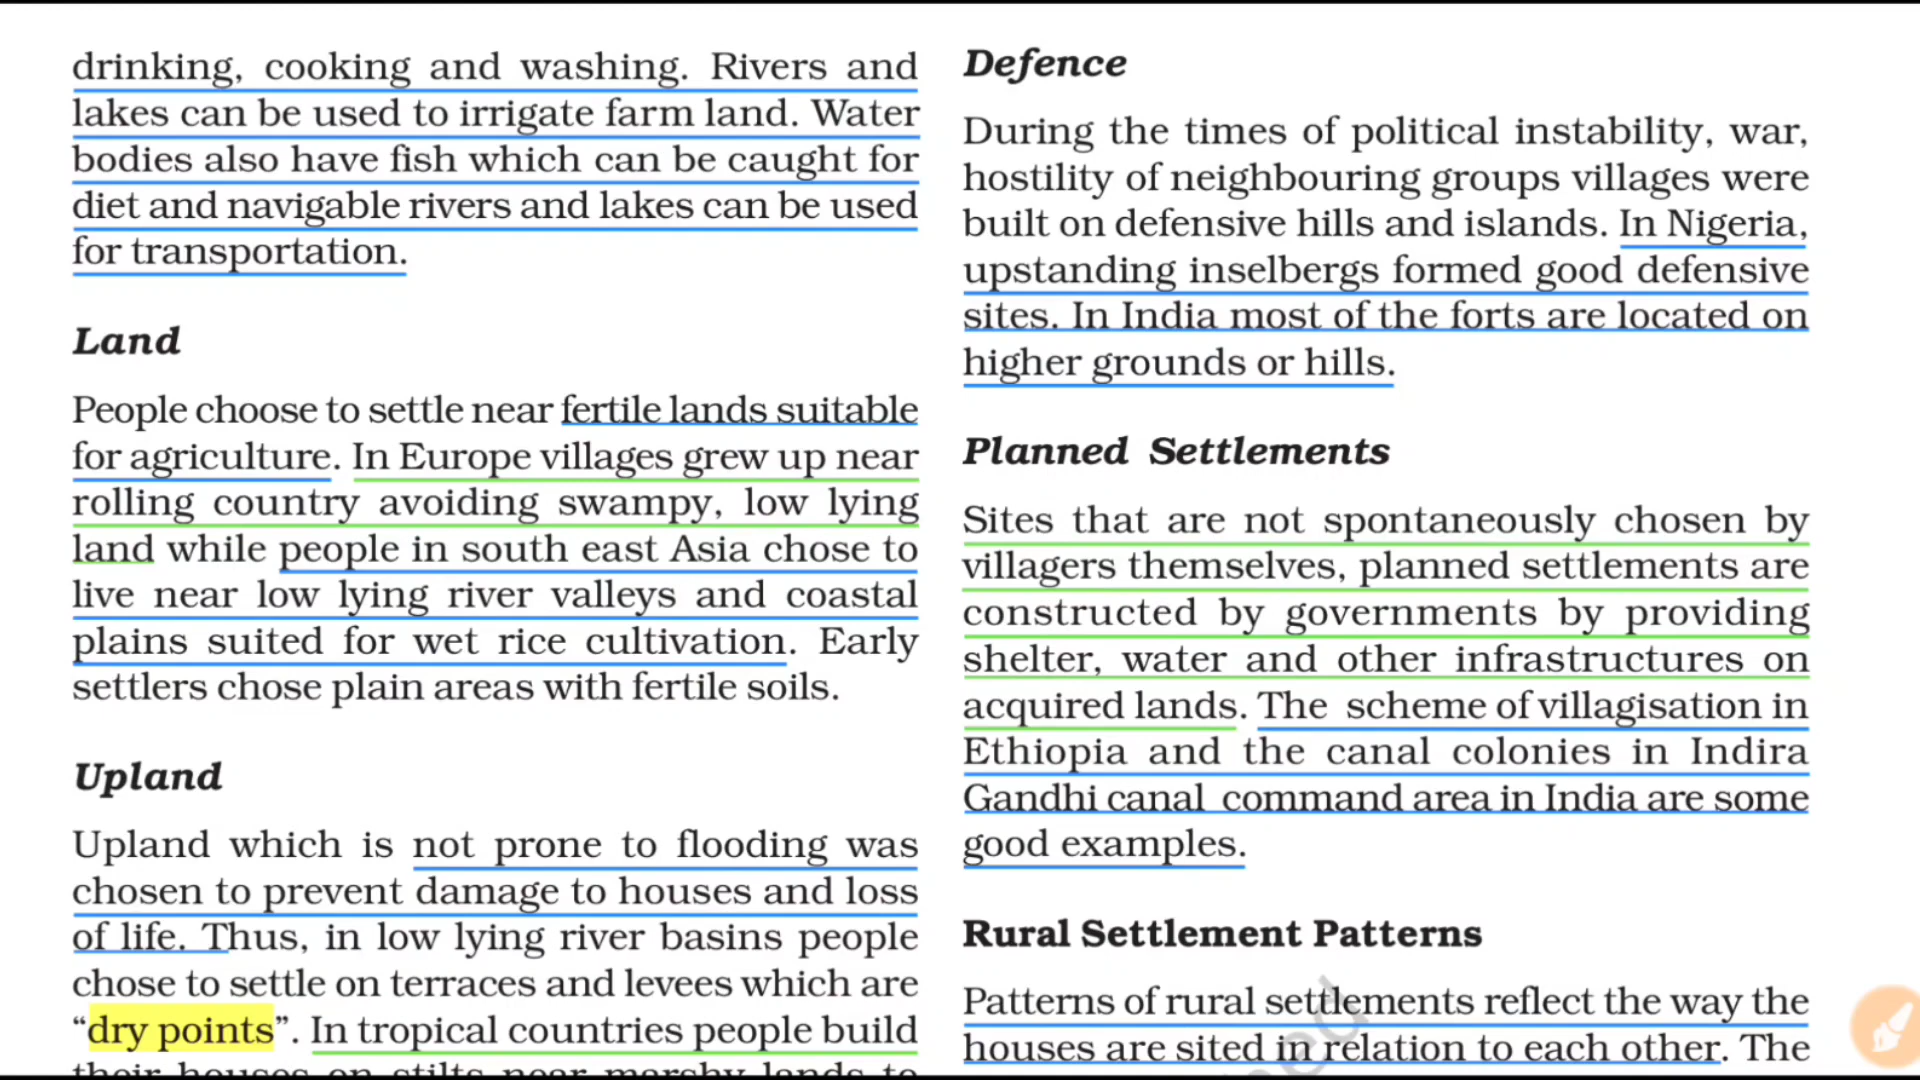 drinking, cooking and washing. Rivers and
lakes can be used to irrigate farm land. Water
bodies also have fish which can be caught for
diet and navigable rivers and lakes can be used
for transportation.
Land
People choose to settle near fertile lands suitable
for agriculture. In Europe villages grew up near
rolling country avoiding swampy, low lying
land while people in south east Asia chose to
live near low lying river valleys and coastal
plains suited for wet rice cultivation. Early
settlers chose plain areas with fertile soils.
Upland
Upland which is not prone to flooding was
chosen to prevent damage to houses and loss
of life. Thus, in low lying river basins people
chose to settle on terraces and levees which are
“dry points”. In tropical countries people build
their houses on stilts near marshy lands to
Defence
During the times of political instability, war,
hostility of neighbouring groups villages were
built on defensive hills and islands. In Nigeria,
upstanding inselbergs formed good defensive
sites. In India most of the forts are located on
higher grounds or hills.
Planned Settlements
Sites that are not spontaneously chosen by
villagers themselves, planned settlements are
constructed by governments by providing
shelter, water and other infrastructures on
acquired lands. The scheme of villagisation in
Ethiopia and the canal colonies in Indira
Gandhi canal command area in India are some
good examples.
Rural Settlement Patterns
Patterns of rural settlements reflect the way the
houses are sited in relation to each other. The